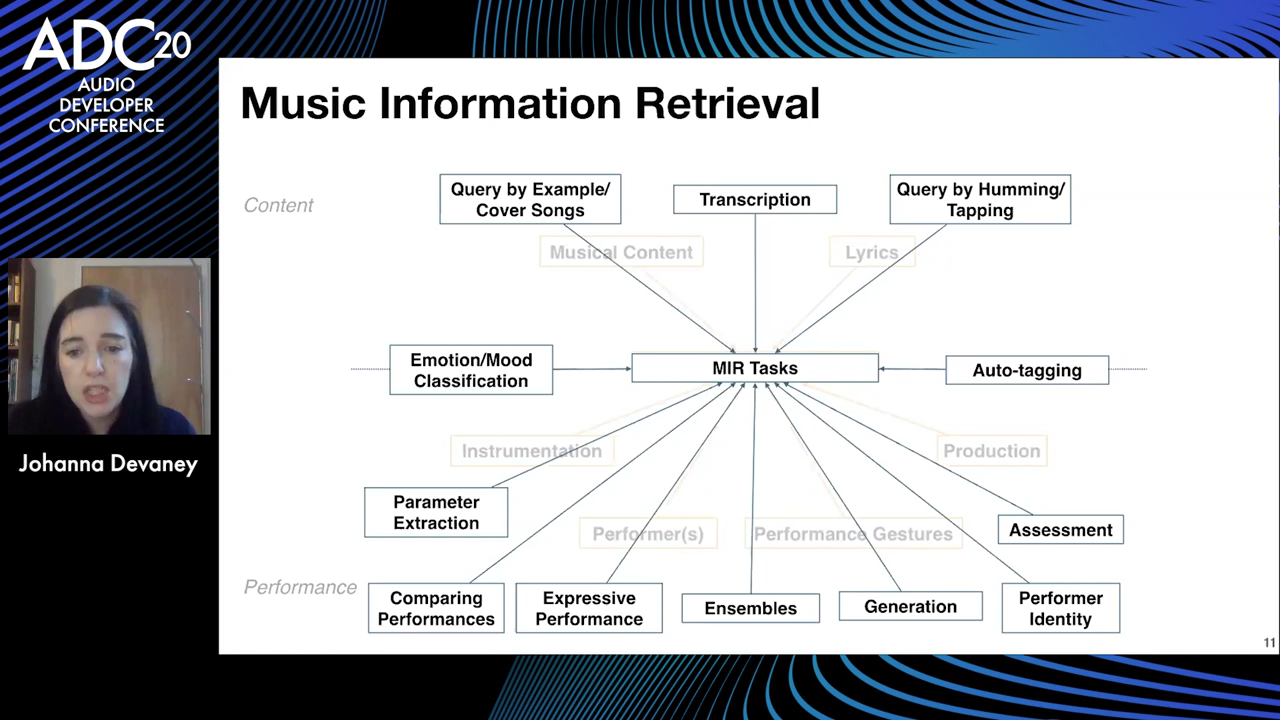 ADC20
AUDIO
DEVELOPER
CONFERENCE
Johanna Devaney
Music Information Retrieval
Content
Query by Example/
Cover Songs
Transcription
Query by Humming/
Tapping
Musical Content
Lyrics
Emotion/Mood
Classification
MIR Tasks
Auto-tagging
Instrumentation
Production
Parameter
Extraction
Performer(s)
Performance Gestures
Assessment
Performance
Comparing
Performances
Expressive
Performance
Ensembles
Generation
Performer
Identity
11